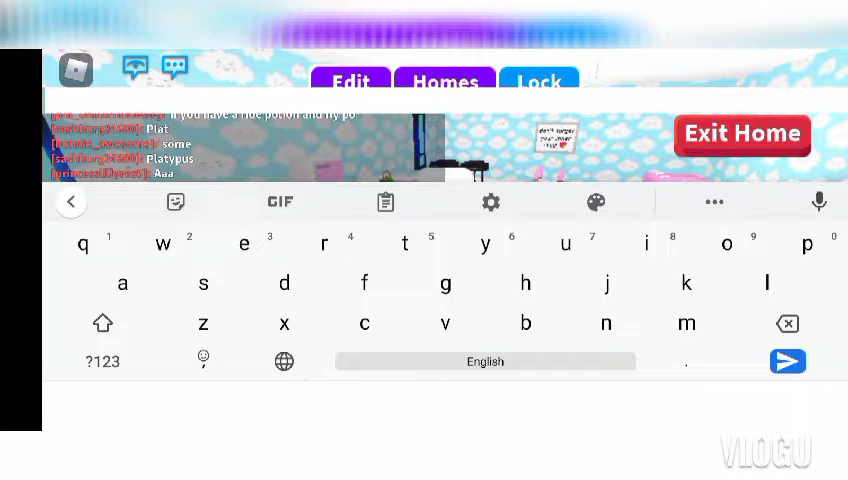 Edit Homes Lock
if you have a ride potion and fly po
Plat
Exit Home
some
Platypus
Aaa
GIF
q 1 w 2 e 3 r 4 t 5 y 6 u 7 i 8 o 9 p 0
a s d f g h j k l
z x c v b n m
?123 , English .
VLOGU